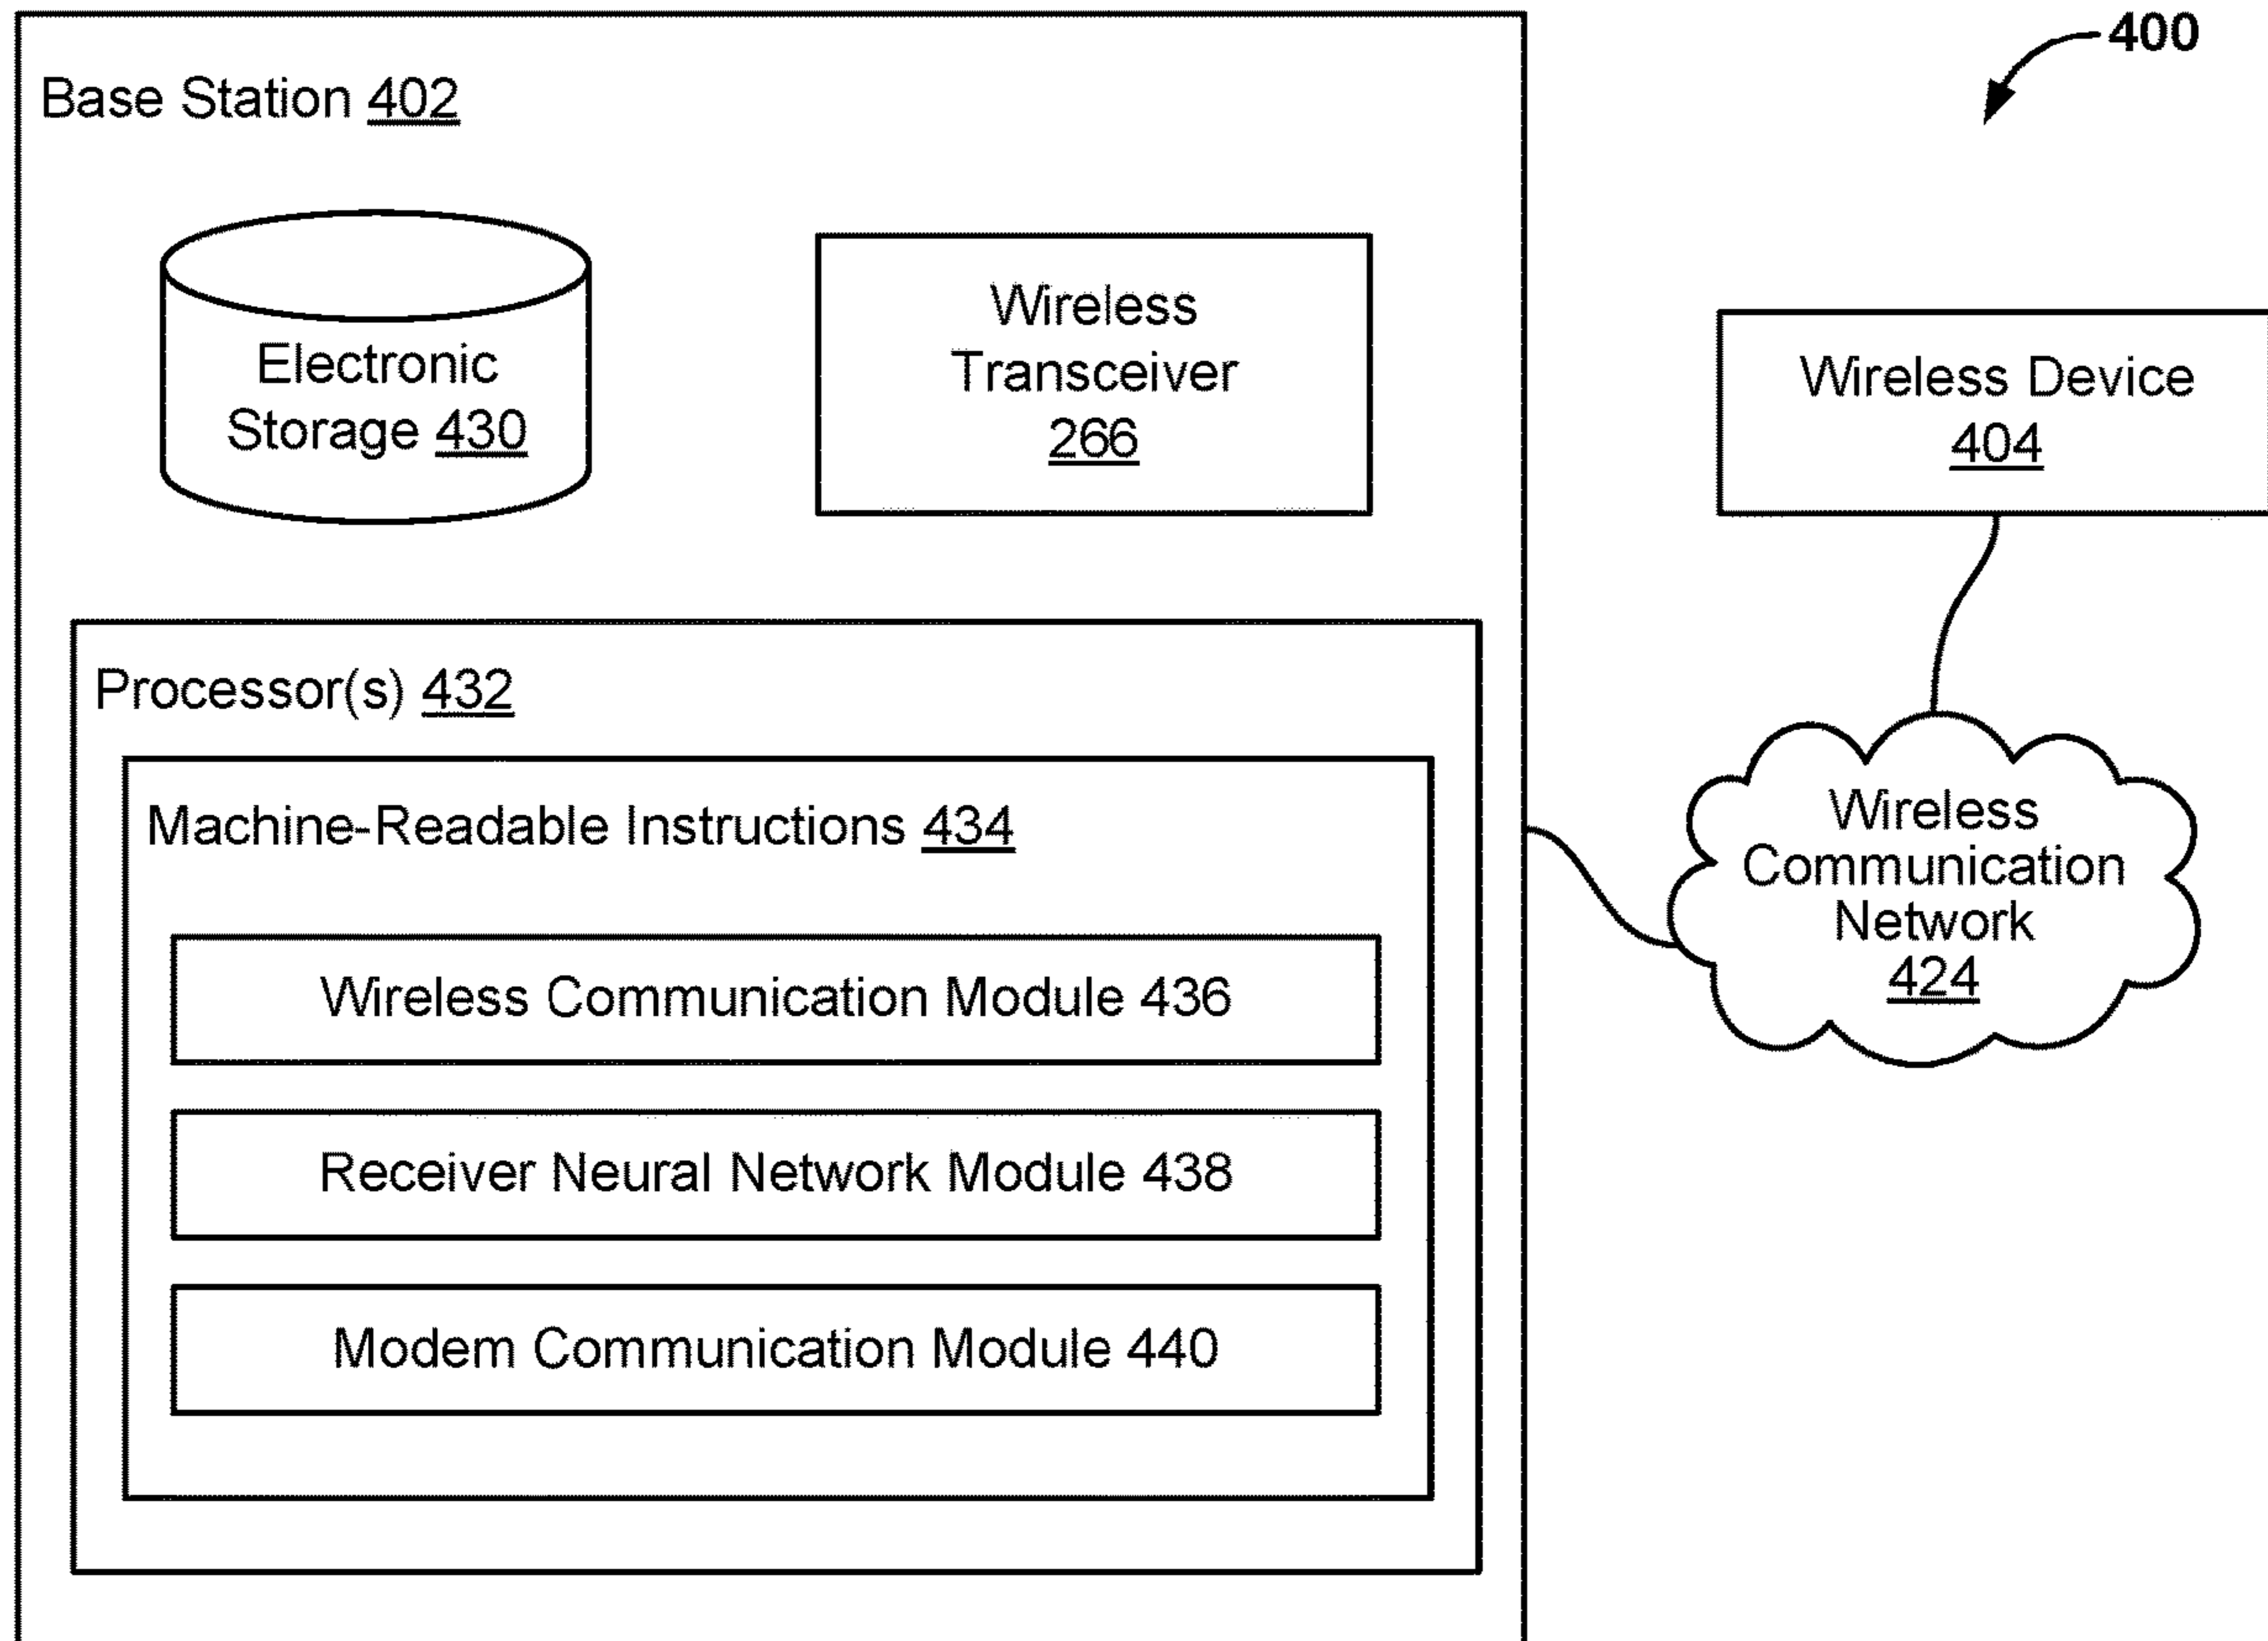 400
Base Station 402
Electronic
Storage 430
Wireless
Transceiver
266
Wireless Device
404
Processor(s) 432
Machine-Readable Instructions 434
Wireless Communication Module 436
Receiver Neural Network Module 438
Modem Communication Module 440
Wireless
Communication
Network
424